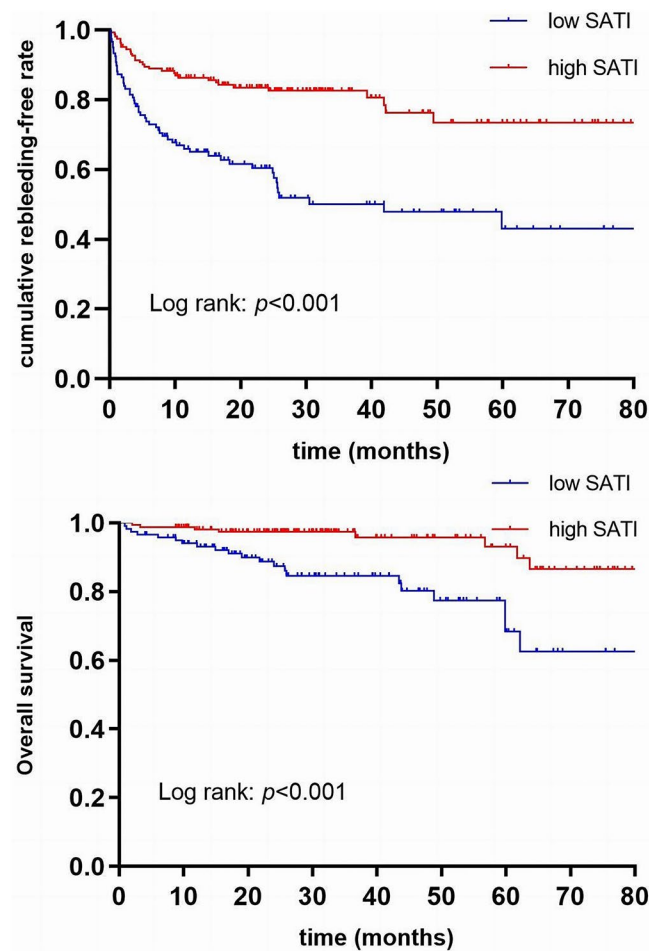 low SATI
high SATI
cumulative rebleeding-free rate
1.0
0.8
0.6
0.4
0.2
0.0
Log rank: p<0.001
0 10 20 30 40 50 60 70 80
time (months)
low SATI
high SATI
Overall survival
1.0
0.8
0.6
0.4
0.2
0.0
Log rank: p<0.001
0 10 20 30 40 50 60 70 80
time (months)